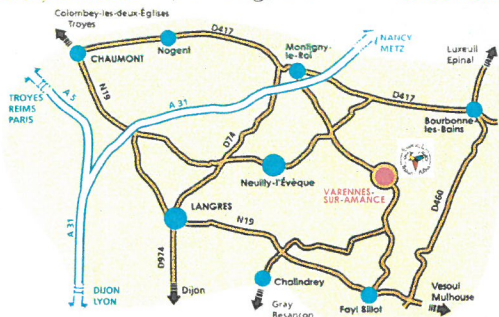 Colombey-les-deux-Églises
Troyes
CHAUMONT
Nogent
D417
Montigny-
le-Roi
NANCY
METZ
Luxeuil
Epinal
TROYES
REIMS
PARIS
A 5
N19
A 31
D417
Bourbonne-
les-Bains
D74
Neuilly-l'Évèque
VARENNES-
SUR-AMANCE
D460
A 31
LANGRES
N19
D974
DIJON
LYON
Dijon
Chalindrey
Gray
Besançon
Fayl Billot
Vesoul
Mulhouse